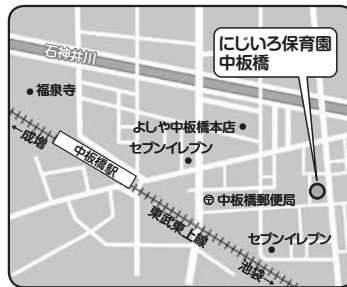 石神井川
にじいろ保育園
中板橋
福泉寺
よしや中板橋本店
セブンイレブン
←成増
中板橋駅
〶中板橋郵便局
東武東上線
セブンイレブン
池袋→